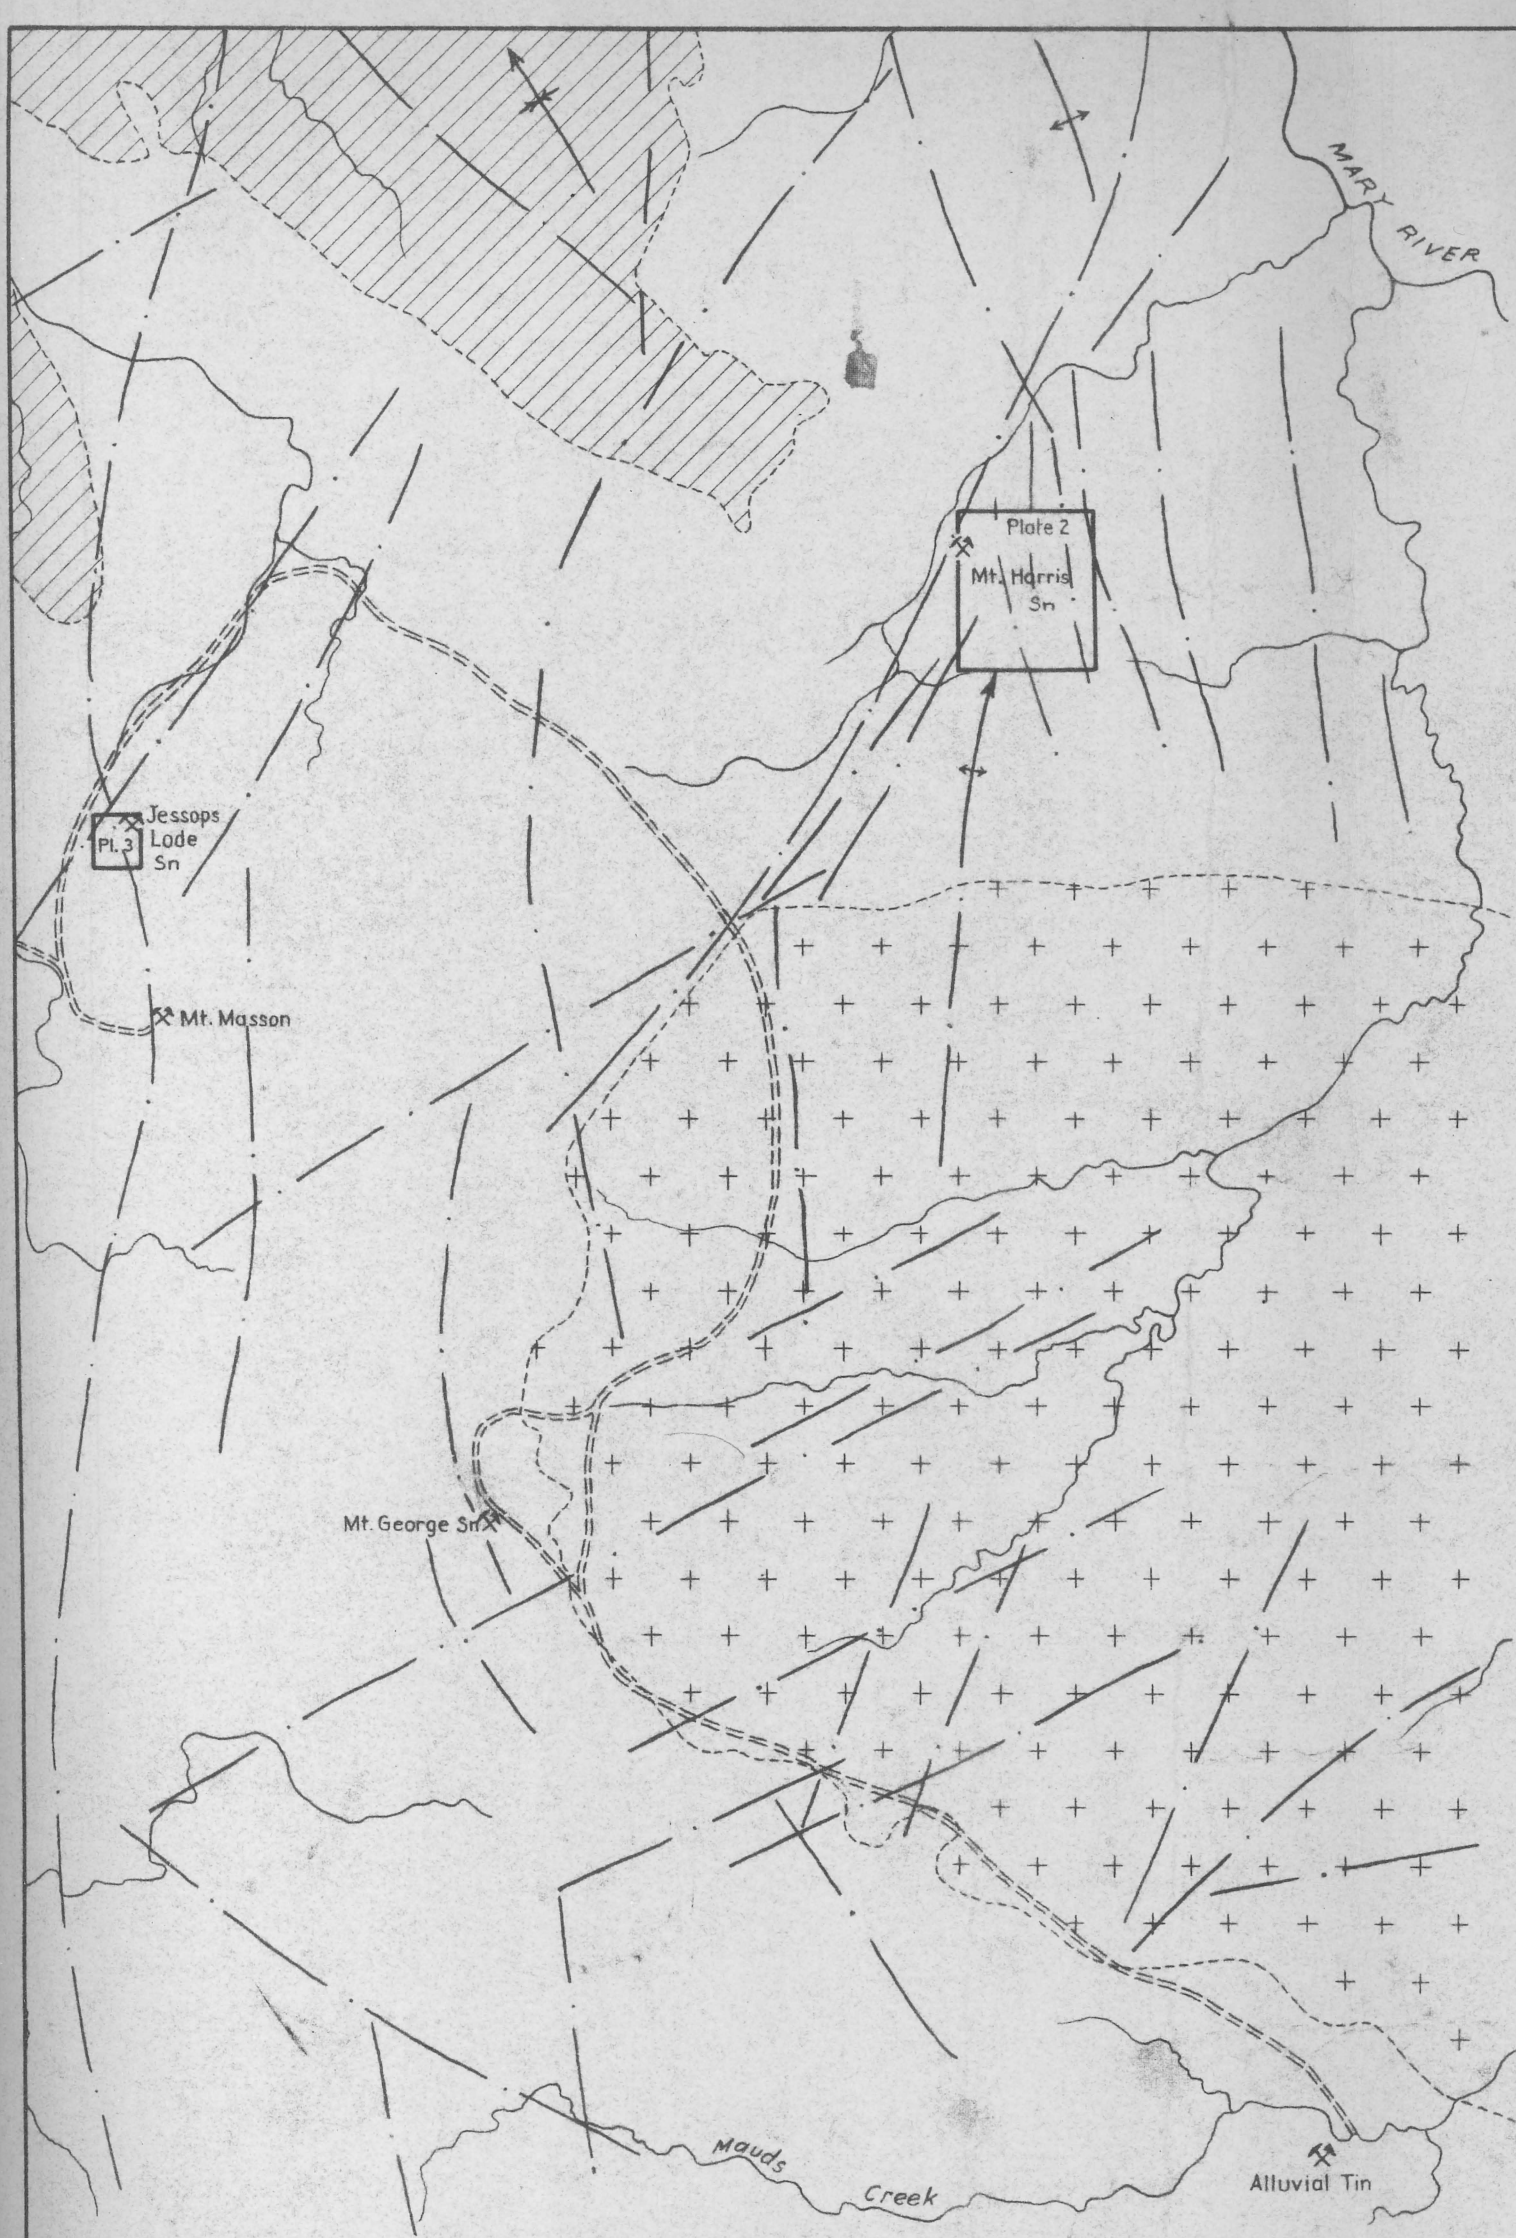 MARY
RIVER
Plate 2
Mt. Harris
Sn
Jessops
Lode
Sn
Pl. 3
Mt. Masson
Mt. George Sn
Mauds
Creek
Alluvial Tin